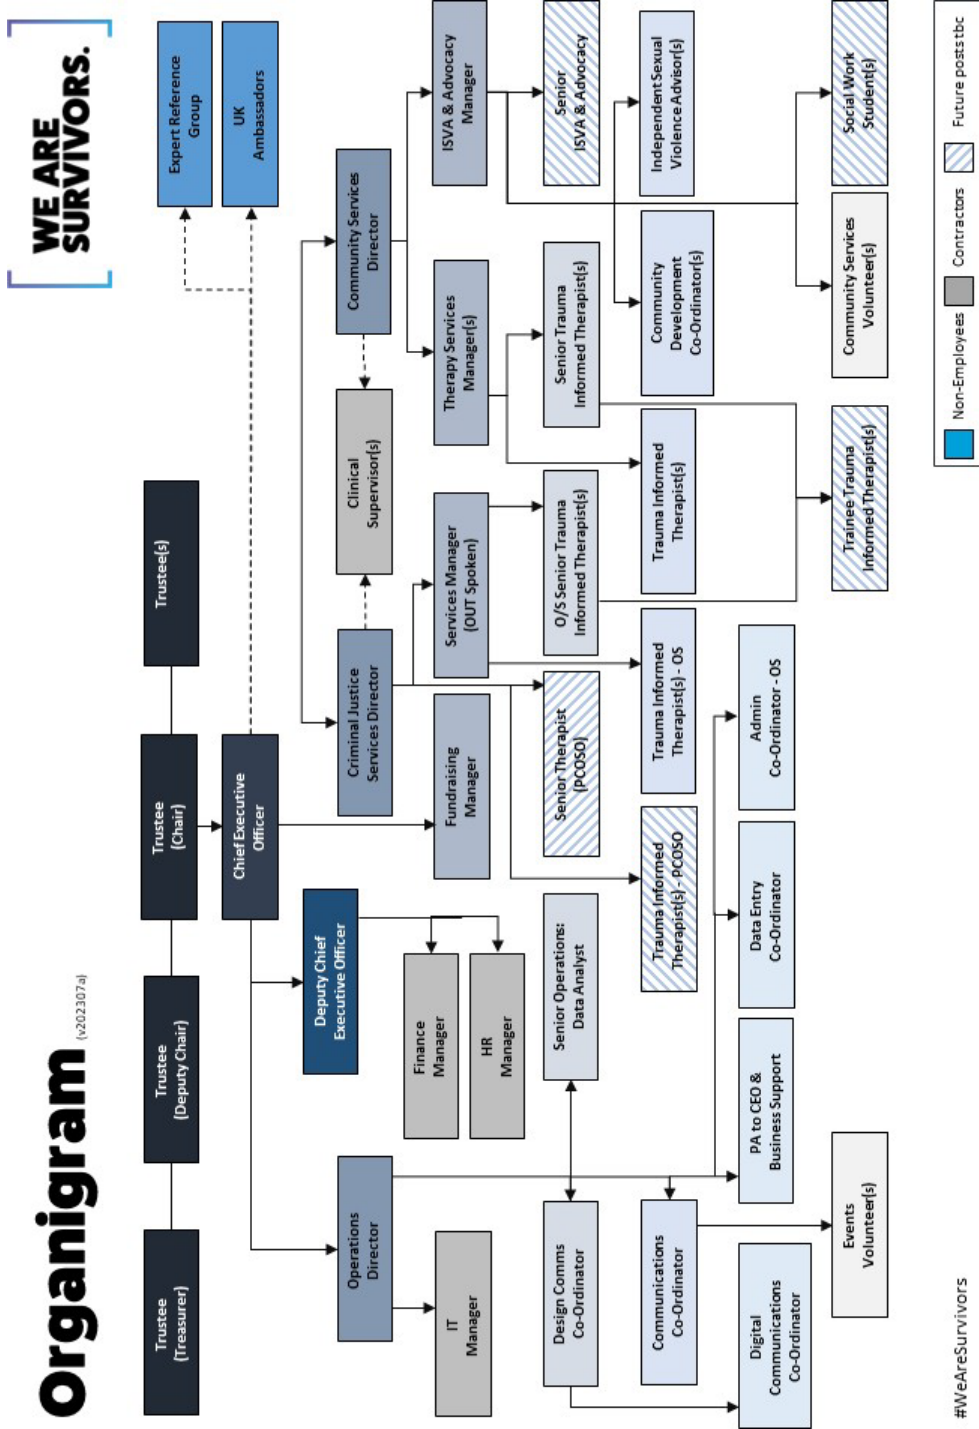 Organigram
(v202307a)
[ WE ARE
SURVIVORS. ]
Trustee
(Treasurer)
Trustee
(Deputy Chair)
Trustee
(Chair)
Trustee(s)
Chief Executive
Officer
Expert Reference
Group
UK
Ambassadors
Deputy Chief
Executive Officer
Operations
Director
Criminal Justice
Services Director
Clinical
Supervisor(s)
Community Services
Director
Finance
Manager
HR
Manager
IT
Manager
Fundraising
Manager
Services Manager
(OUT Spoken)
Therapy Services
Manager(s)
ISVA & Advocacy
Manager
Design Comms
Co-Ordinator
Senior Operations:
Data Analyst
Senior Therapist
(PCOSO)
O/S Senior Trauma
Informed Therapist(s)
Senior Trauma
Informed Therapist(s)
Senior
ISVA & Advocacy
Communications
Co-Ordinator
Trauma Informed
Therapist(s) - PCOSO
Trauma Informed
Therapist(s) - OS
Trauma Informed
Therapist(s)
Community
Development
Co-Ordinator(s)
Independent Sexual
Violence Advisor(s)
Digital
Communications
Co-Ordinator
PA to CEO &
Business Support
Data Entry
Co-Ordinator
Admin
Co-Ordinator - OS
Events
Volunteer(s)
Trainee Trauma
Informed Therapist(s)
Community Services
Volunteer(s)
Social Work
Student(s)
#WeAreSurvivors
Non-Employees
Contractors
Future posts tbc